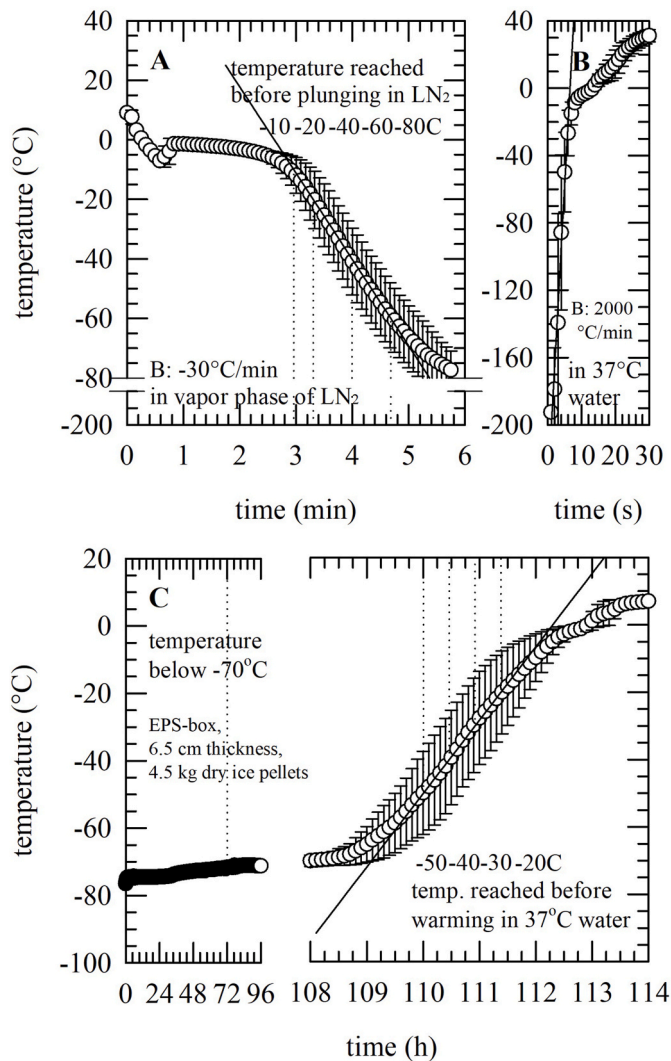 A
temperature reached
before plunging in LN₂
-10 -20 -40-60-80C
40
20
0
-20
-40
-60
-80
-200
temperature (°C)
B: -30°C/min
in vapor phase of LN₂
0 1 2 3 4 5 6
time (min)
B
40
0
-40
-80
-120
-160
-200
B: 2000
°C/min
in 37°C
water
0 10 20 30
time (s)
C
20
0
-20
-40
-60
-80
-100
temperature (°C)
temperature
below -70°C
EPS-box,
6.5 cm thickness,
4.5 kg dry ice pellets
0 24 48 72 96
-50-40-30-20C
temp. reached before
warming in 37°C water
108 109 110 111 112 113 114
time (h)